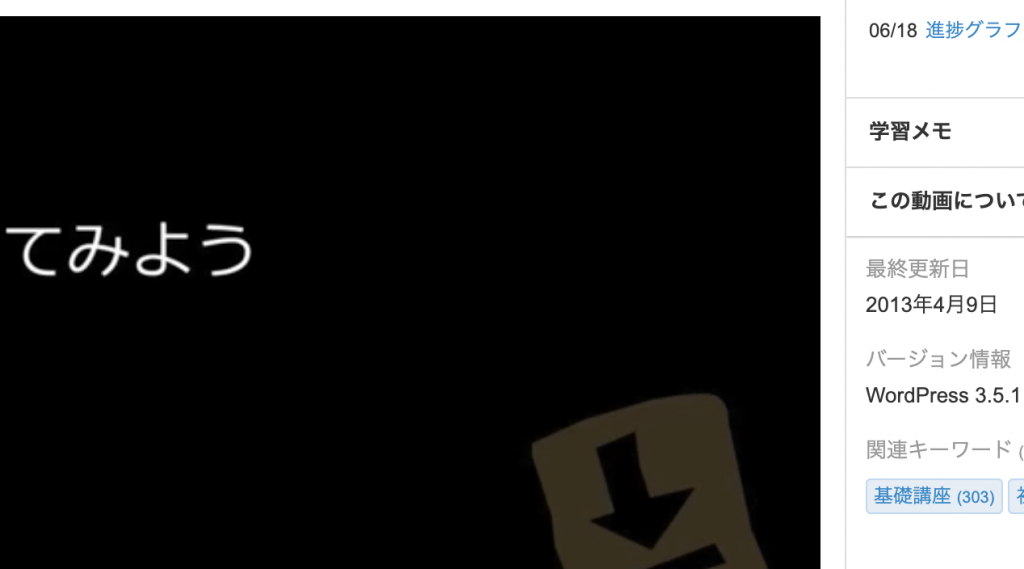 てみよう
06/18 進捗グラフ
学習メモ
この動画について
最終更新日
2013年4月9日
バージョン情報
WordPress 3.5.1
関連キーワード (
基礎講座 (303)